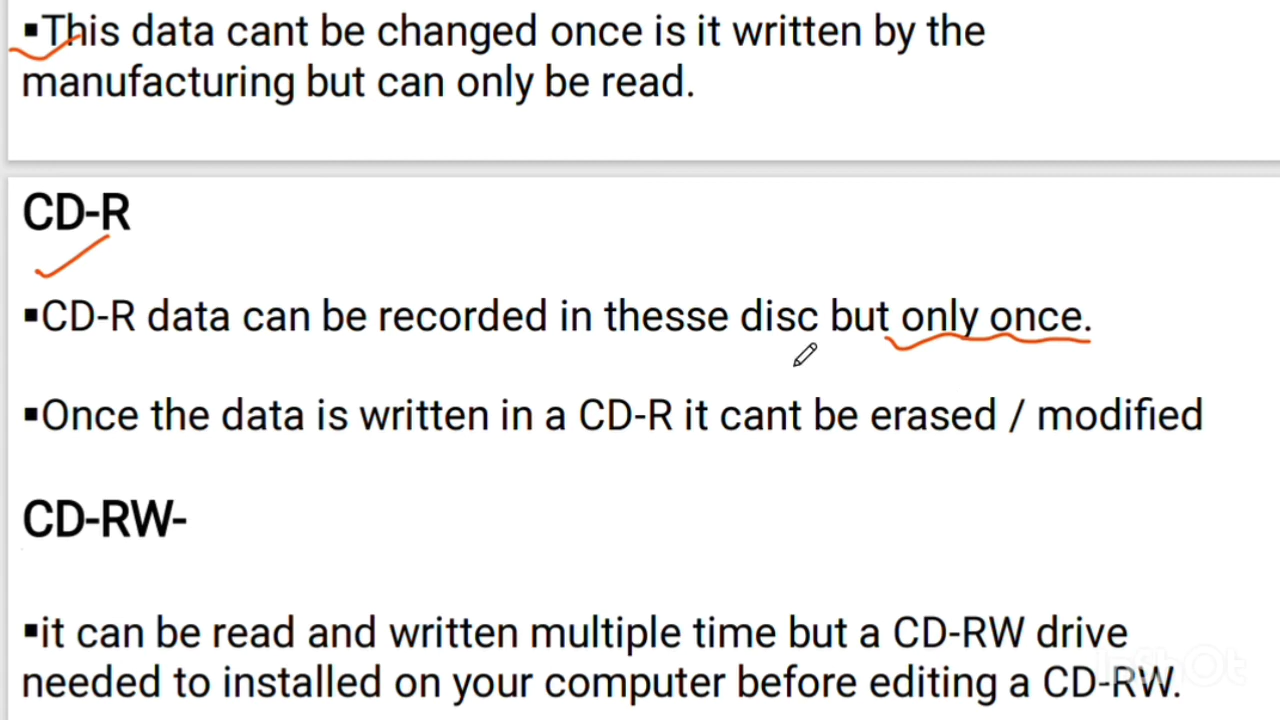 ▪This data cant be changed once is it written by the
manufacturing but can only be read.
CD-R
▪CD-R data can be recorded in thesse disc but only once.
▪Once the data is written in a CD-R it cant be erased / modified
CD-RW-
▪it can be read and written multiple time but a CD-RW drive
needed to installed on your computer before editing a CD-RW.
InShOt